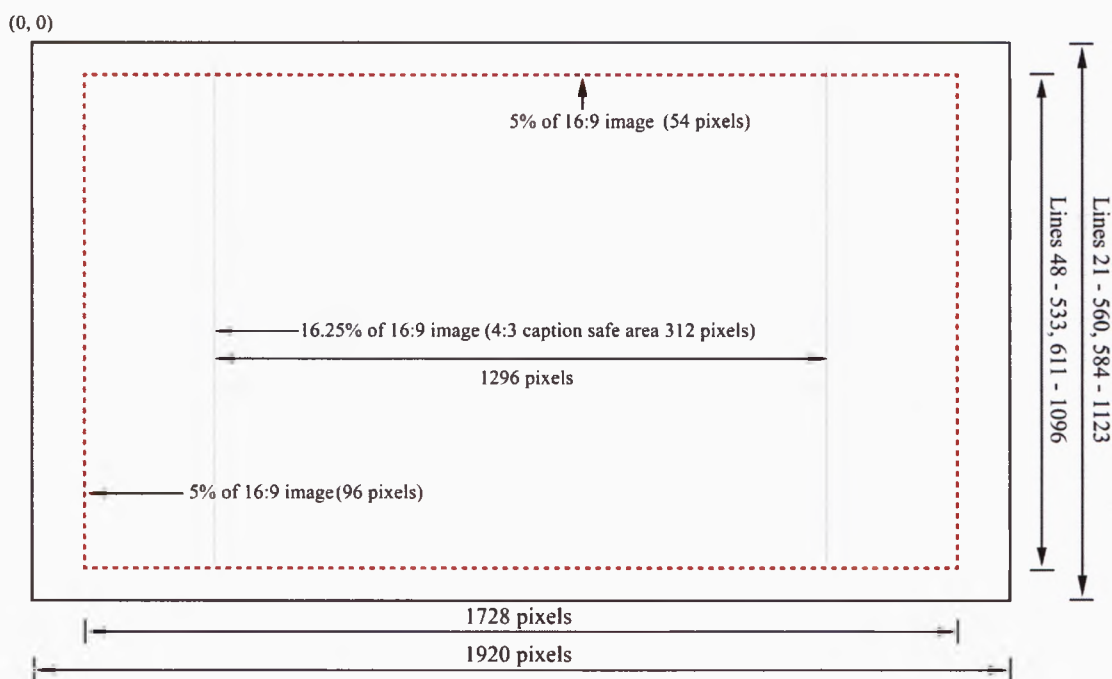 (0, 0)
5% of 16:9 image (54 pixels)
16.25% of 16:9 image (4:3 caption safe area 312 pixels)
1296 pixels
5% of 16:9 image (96 pixels)
Lines 48 - 533, 611 - 1096
Lines 21 - 560, 584 - 1123
1728 pixels
1920 pixels